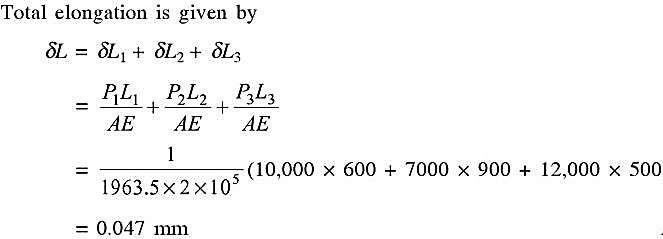 Total elongation is given by
δL = δL₁ + δL₂ + δL₃
= P₁L₁/AE + P₂L₂/AE + P₃L₃/AE
= 1/(1963.5 × 2 × 10⁵) (10,000 × 600 + 7000 × 900 + 12,000 × 500
= 0.047 mm